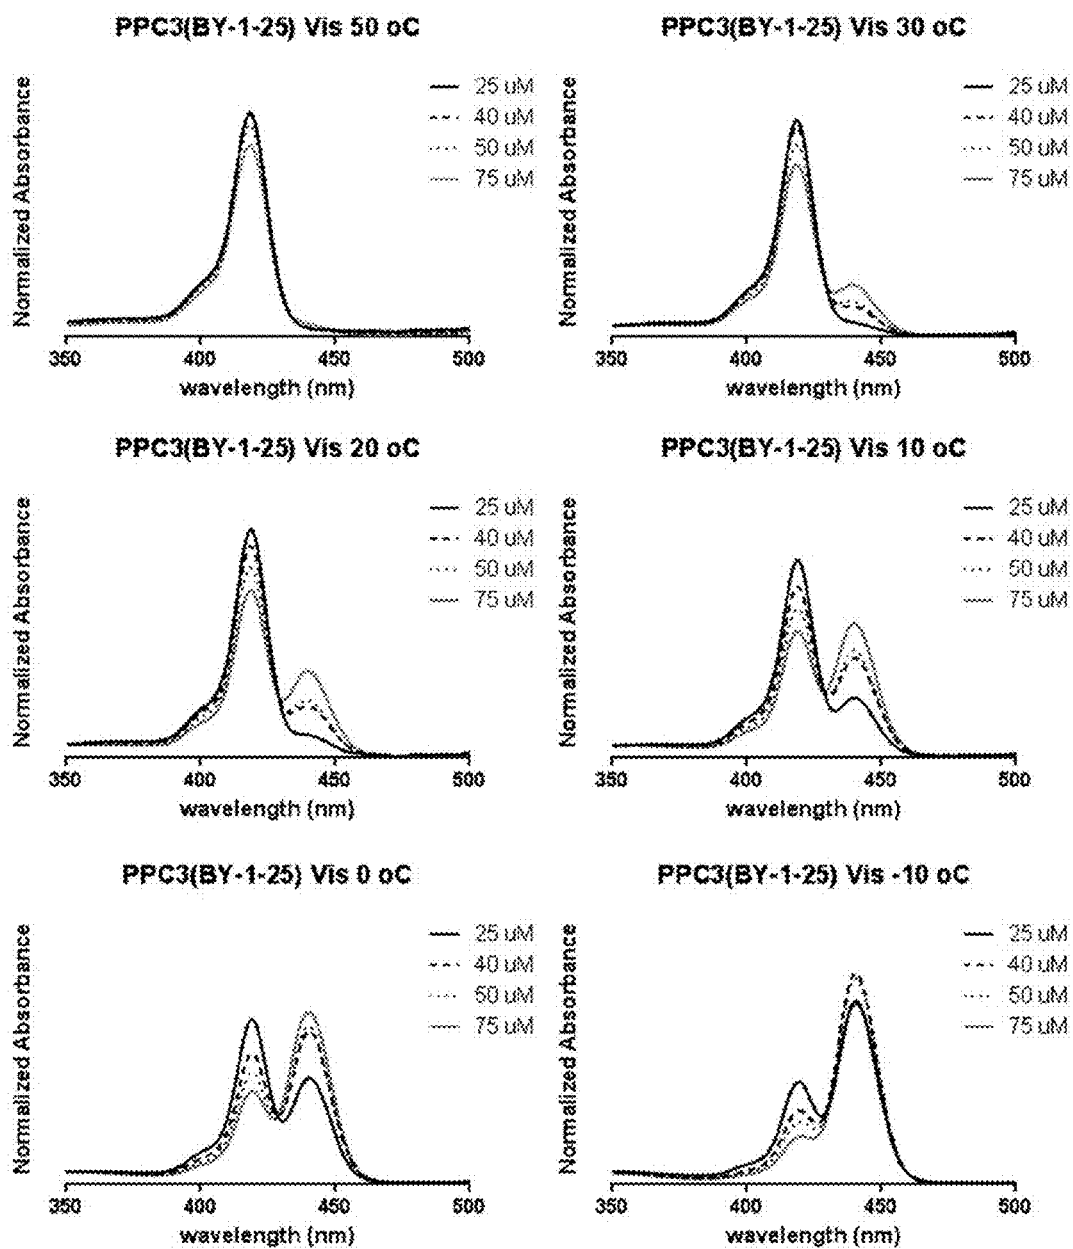 PPC3(BY-1-25) Vis 50 oC
Normalized Absorbance
25 uM
40 uM
50 uM
75 uM
350 400 450 500
wavelength (nm)
PPC3(BY-1-25) Vis 30 oC
Normalized Absorbance
25 uM
40 uM
50 uM
75 uM
350 400 450 500
wavelength (nm)
PPC3(BY-1-25) Vis 20 oC
Normalized Absorbance
25 uM
40 uM
50 uM
75 uM
350 400 450 500
wavelength (nm)
PPC3(BY-1-25) Vis 10 oC
Normalized Absorbance
25 uM
40 uM
50 uM
75 uM
350 400 450 500
wavelength (nm)
PPC3(BY-1-25) Vis 0 oC
Normalized Absorbance
25 uM
40 uM
50 uM
75 uM
350 400 450 500
wavelength (nm)
PPC3(BY-1-25) Vis -10 oC
Normalized Absorbance
25 uM
40 uM
50 uM
75 uM
350 400 450 500
wavelength (nm)